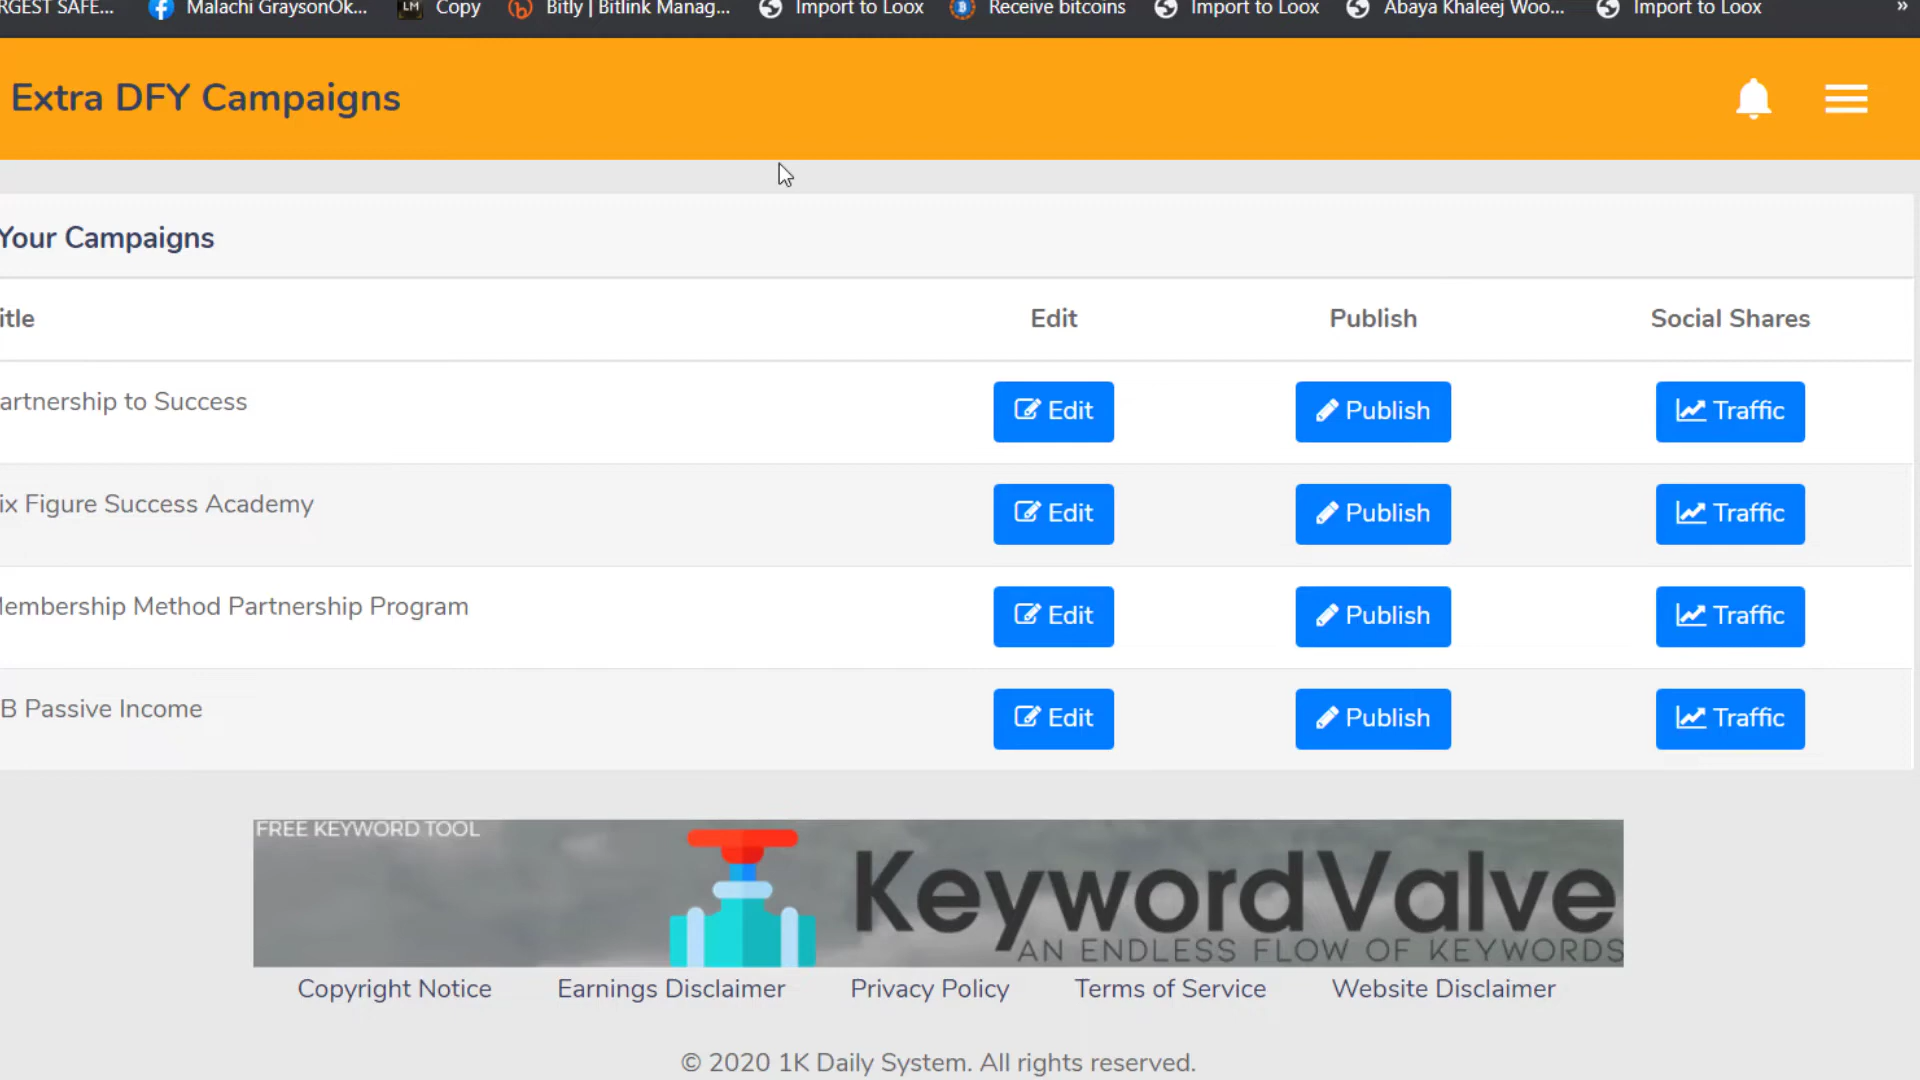 RGEST SAFE... Malachi GraysonOk... LM Copy Bitly | Bitlink Manag... Import to Loox Receive bitcoins Import to Loox Abaya Khaleej Woo... Import to Loox »
Extra DFY Campaigns
Your Campaigns
itle Edit Publish Social Shares
artnership to Success Edit Publish Traffic
ix Figure Success Academy Edit Publish Traffic
embership Method Partnership Program Edit Publish Traffic
B Passive Income Edit Publish Traffic
FREE KEYWORD TOOL
KeywordValve
AN ENDLESS FLOW OF KEYWORDS
Copyright Notice Earnings Disclaimer Privacy Policy Terms of Service Website Disclaimer
© 2020 1K Daily System. All rights reserved.